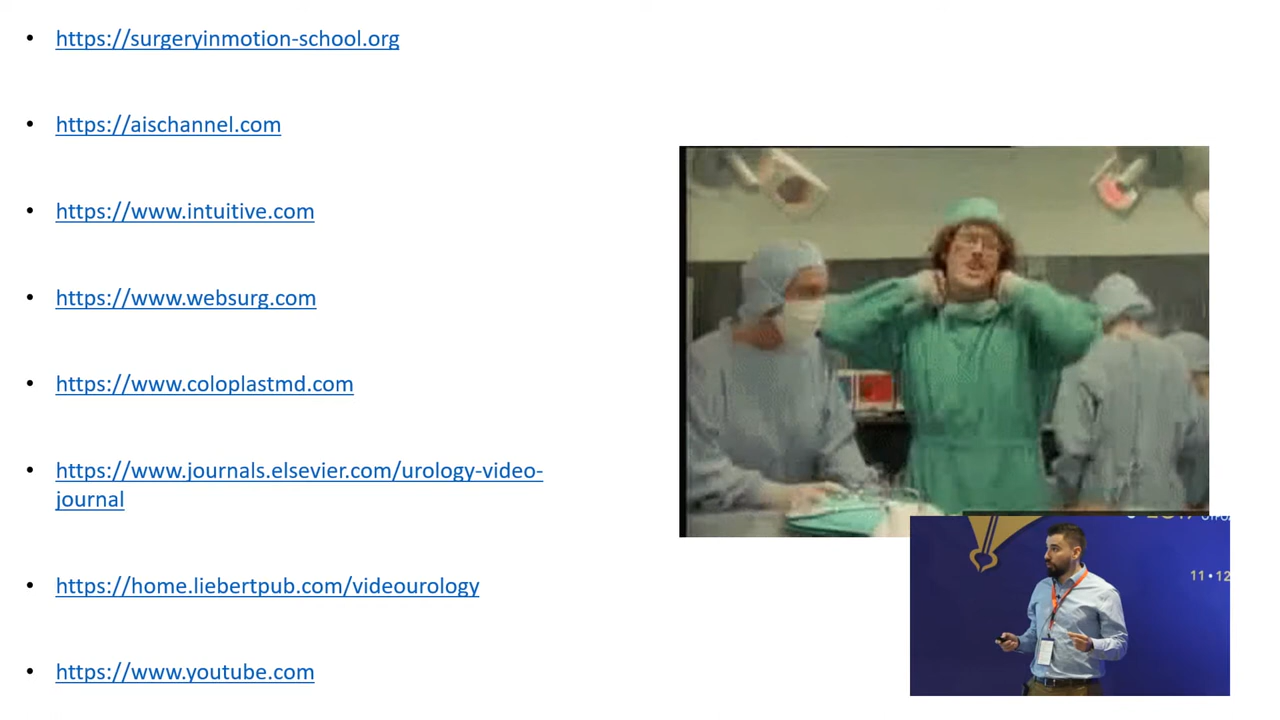 • https://surgeryinmotion-school.org
• https://aischannel.com
• https://www.intuitive.com
• https://www.websurg.com
• https://www.coloplastmd.com
• https://www.journals.elsevier.com/urology-video-
journal
• https://home.liebertpub.com/videourology
• https://www.youtube.com
11•12